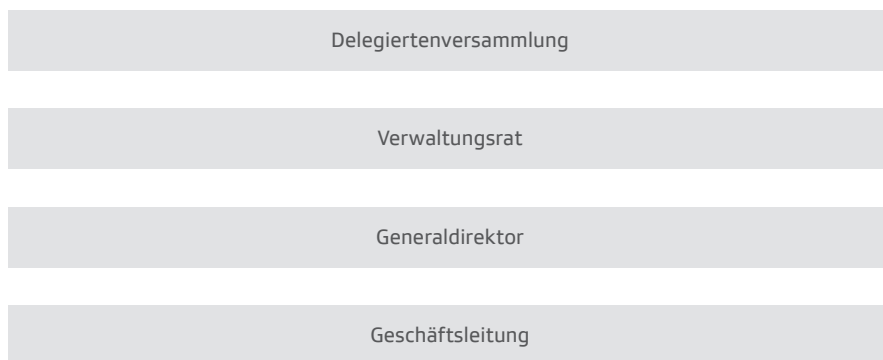 Delegiertenversammlung
Verwaltungsrat
Generaldirektor
Geschäftsleitung